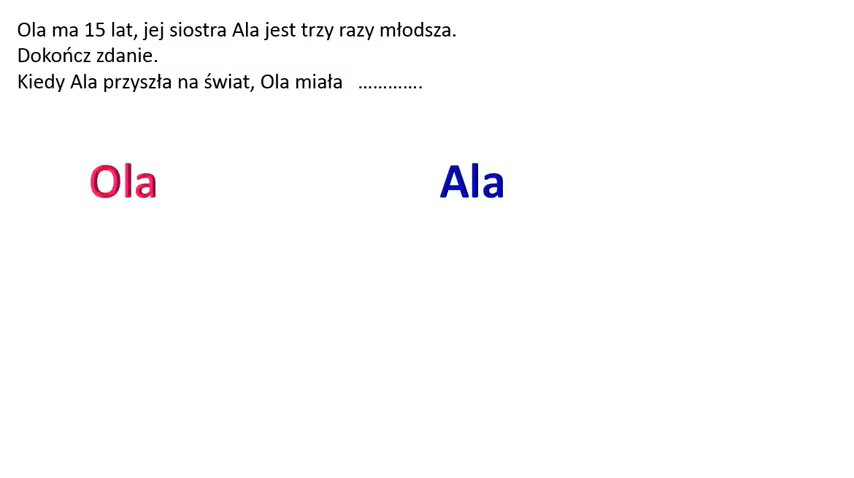 Ola ma 15 lat, jej siostra Ala jest trzy razy młodsza.
Dokończ zdanie.
Kiedy Ala przyszła na świat, Ola miała ………….
Ola Ala